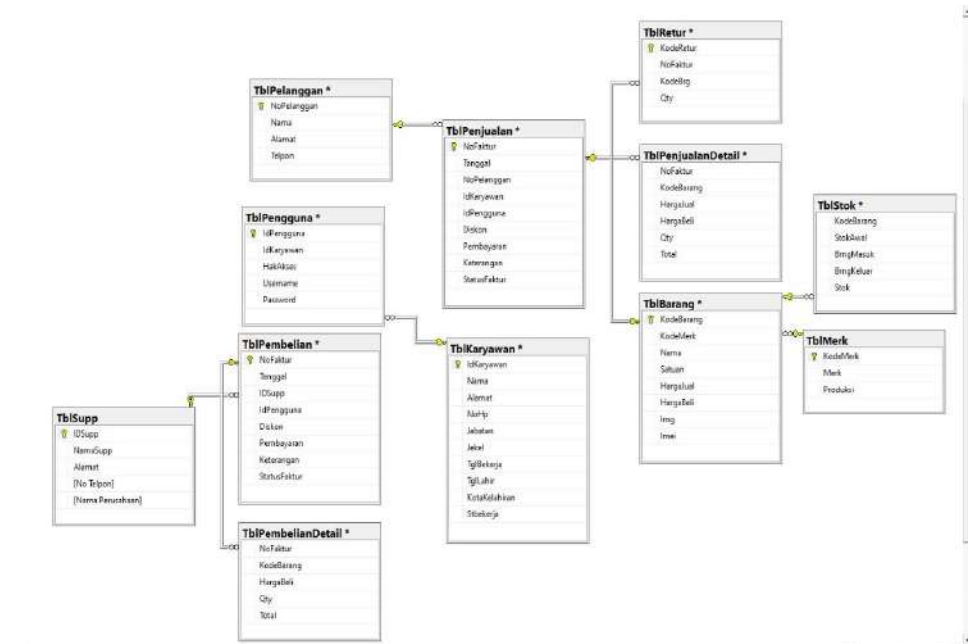 TblRetur *
KodeRetur
NoFaktur
KodeBrg
Qty
TblPelanggan *
NoPelanggan
Nama
Alamat
Telpon
TblPenjualan *
NoFaktur
Tanggal
NoPelanggan
IdKaryawan
IdPengguna
Diskon
Pembayaran
Keterangan
StatusFaktur
TblPenjualanDetail *
NoFaktur
KodeBarang
HargaJual
HargaBeli
Qty
Total
TblStok *
KodeBarang
StokAwal
BrngMasuk
BrngKeluar
Stok
TblPengguna *
IdPengguna
IdKaryawan
HakAkses
Username
Password
TblBarang *
KodeBarang
KodeMerk
Nama
Satuan
HargaJual
HargaBeli
Img
Imei
TblMerk
KodeMerk
Merk
Produksi
TblPembelian *
NoFaktur
Tanggal
IDSupp
IdPengguna
Diskon
Pembayaran
Keterangan
StatusFaktur
TblKaryawan *
IdKaryawan
Nama
Alamat
NoHp
Jabatan
Jekel
TglBekerja
TglLahir
KotaKelahiran
Stbekerja
TblSupp
IDSupp
NamaSupp
Alamat
[No Telpon]
[Nama Perusahaan]
TblPembelianDetail *
NoFaktur
KodeBarang
HargaBeli
Qty
Total